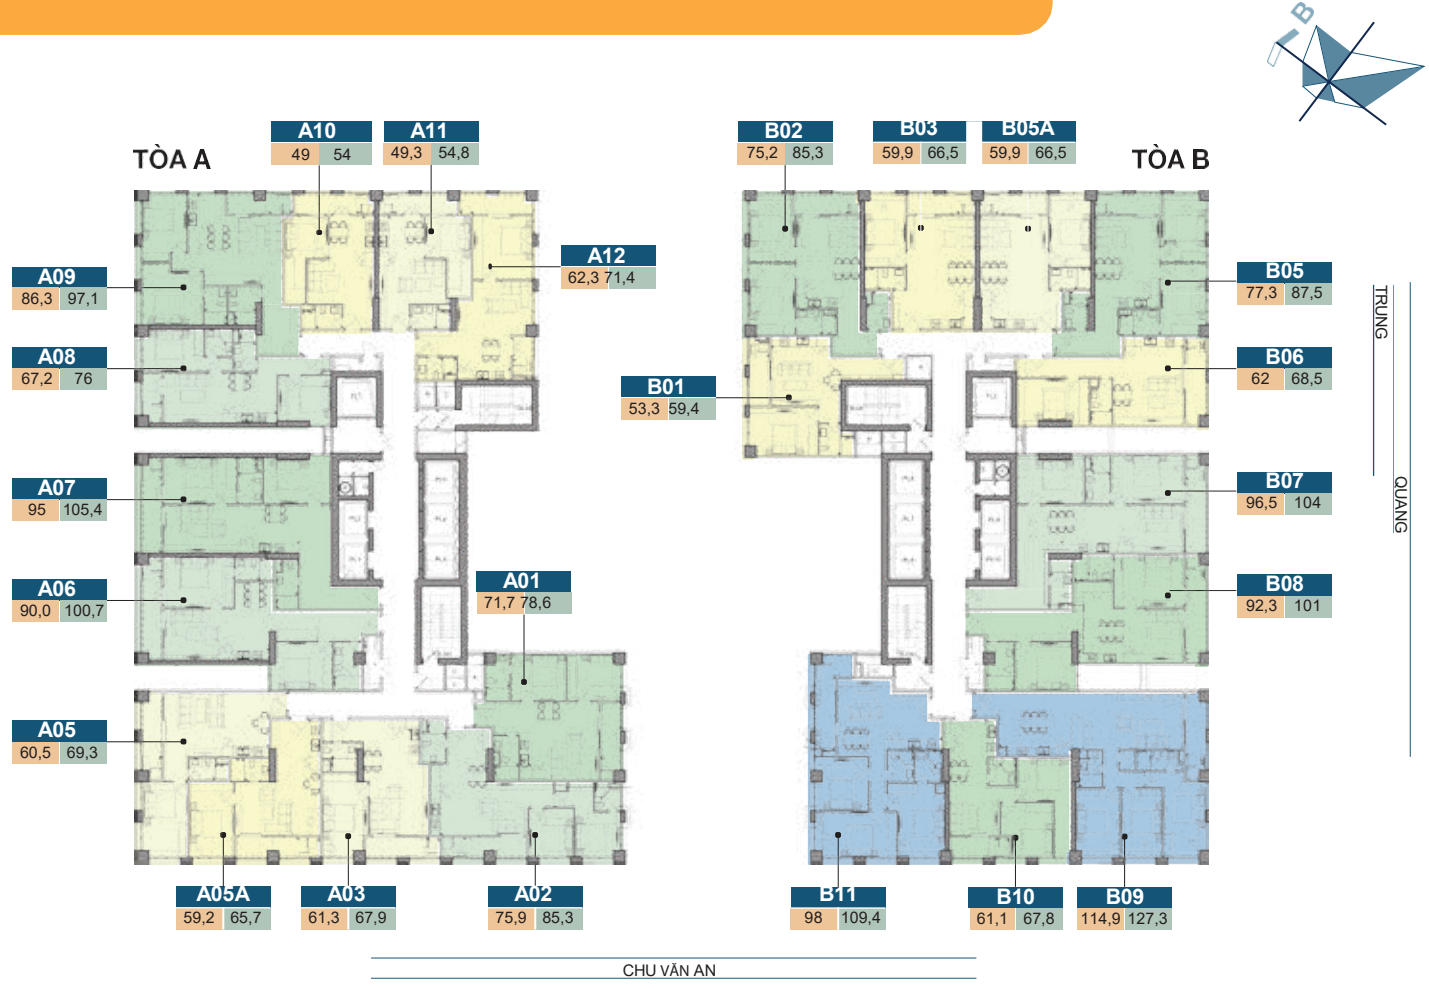 B
TÒA A
TÒA B
A10
49 54
A11
49,3 54,8
B02
75,2 85,3
B03
59,9 66,5
B05A
59,9 66,5
A12
62,3 71,4
A09
86,3 97,1
B05
77,3 87,5
A08
67,2 76
B01
53,3 59,4
B06
62 68,5
TRUNG
QUANG
A07
95 105,4
B07
96,5 104
A06
90,0 100,7
A01
71,7 78,6
B08
92,3 101
A05
60,5 69,3
A05A
59,2 65,7
A03
61,3 67,9
A02
75,9 85,3
B11
98 109,4
B10
61,1 67,8
B09
114,9 127,3
CHU VĂN AN